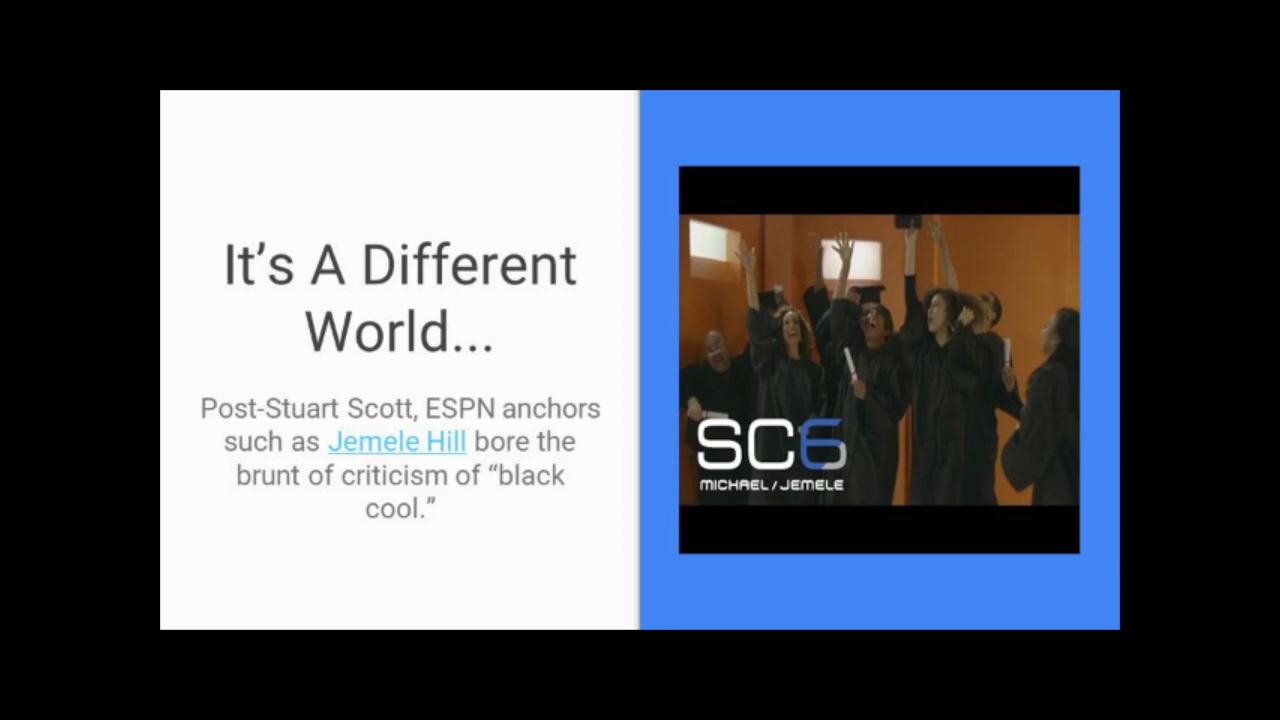 It’s A Different
World...
Post-Stuart Scott, ESPN anchors
such as Jemele Hill bore the
brunt of criticism of “black
cool.”
SC6
MICHAEL/JEMELE